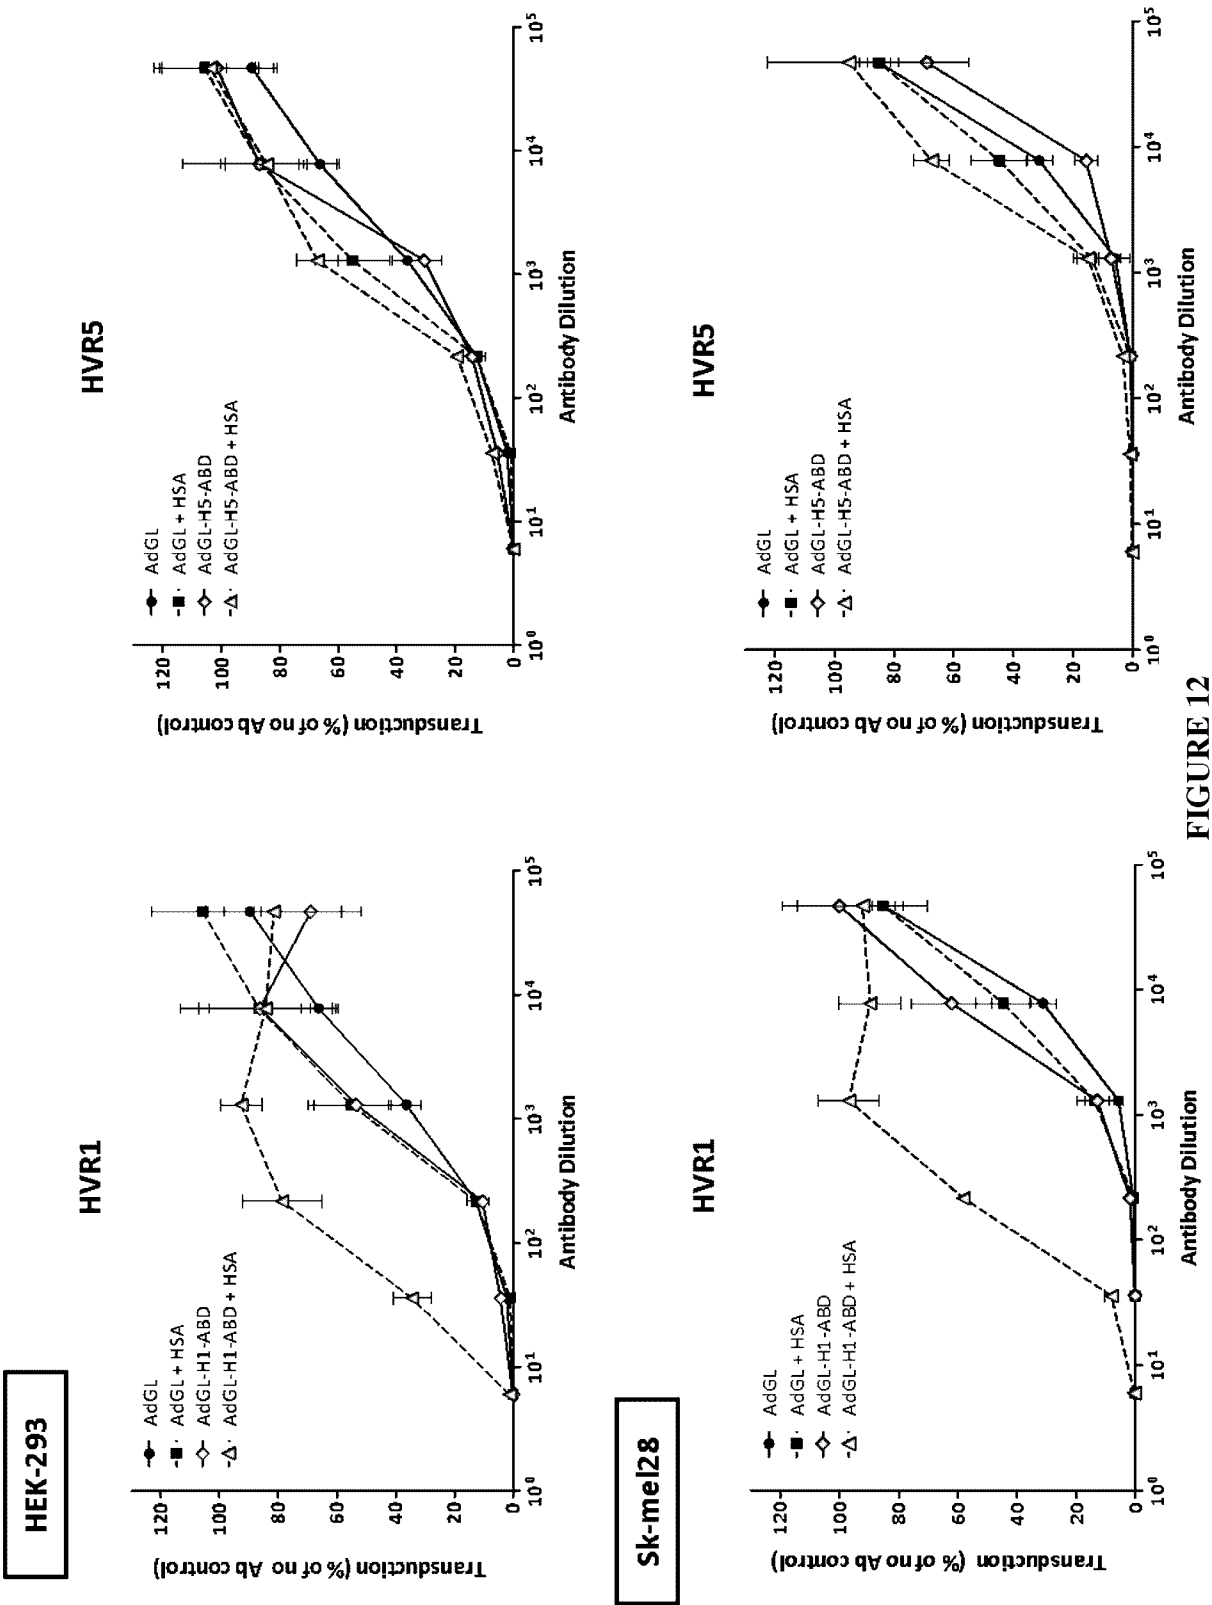 HEK-293
HVR1
AdGL
AdGL + HSA
AdGL-H1-ABD
AdGL-H1-ABD + HSA
Transduction (% of no Ab control)
120
100
80
60
40
20
0
10⁰
10¹
10²
10³
10⁴
10⁵
Antibody Dilution
HVR5
AdGL
AdGL + HSA
AdGL-H5-ABD
AdGL-H5-ABD + HSA
Transduction (% of no Ab control)
120
100
80
60
40
20
0
10⁰
10¹
10²
10³
10⁴
10⁵
Antibody Dilution
Sk-mel28
HVR1
AdGL
AdGL + HSA
AdGL-H1-ABD
AdGL-H1-ABD + HSA
Transduction (% of no Ab control)
120
100
80
60
40
20
0
10⁰
10¹
10²
10³
10⁴
10⁵
Antibody Dilution
HVR5
AdGL
AdGL + HSA
AdGL-H5-ABD
AdGL-H5-ABD + HSA
Transduction (% of no Ab control)
120
100
80
60
40
20
0
10⁰
10¹
10²
10³
10⁴
10⁵
Antibody Dilution
FIGURE 12